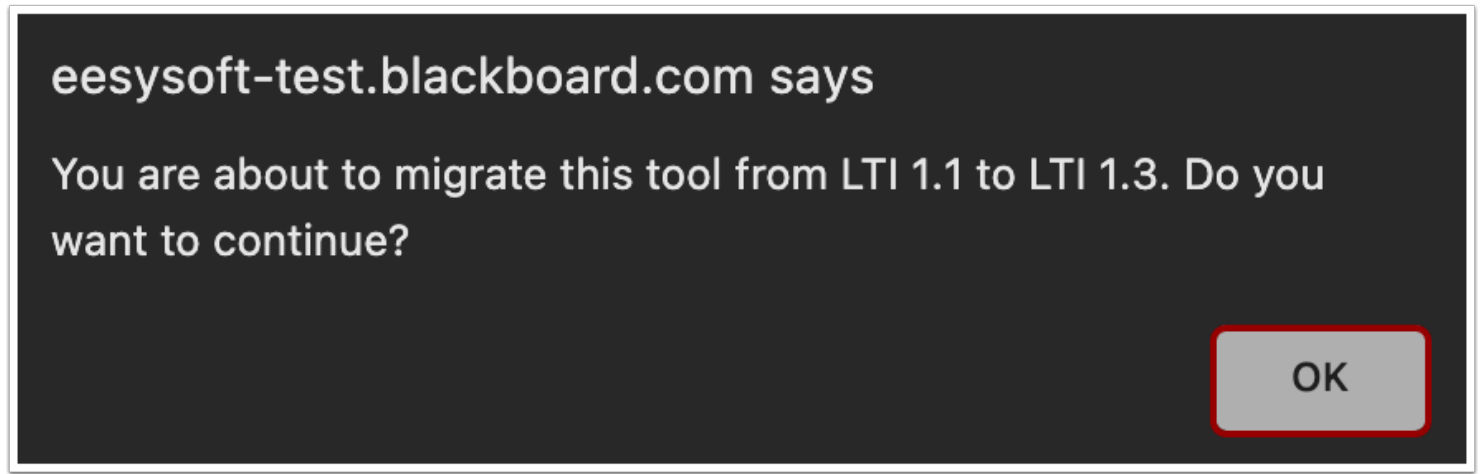 eesysoft-test.blackboard.com says
You are about to migrate this tool from LTI 1.1 to LTI 1.3. Do you
want to continue?
OK